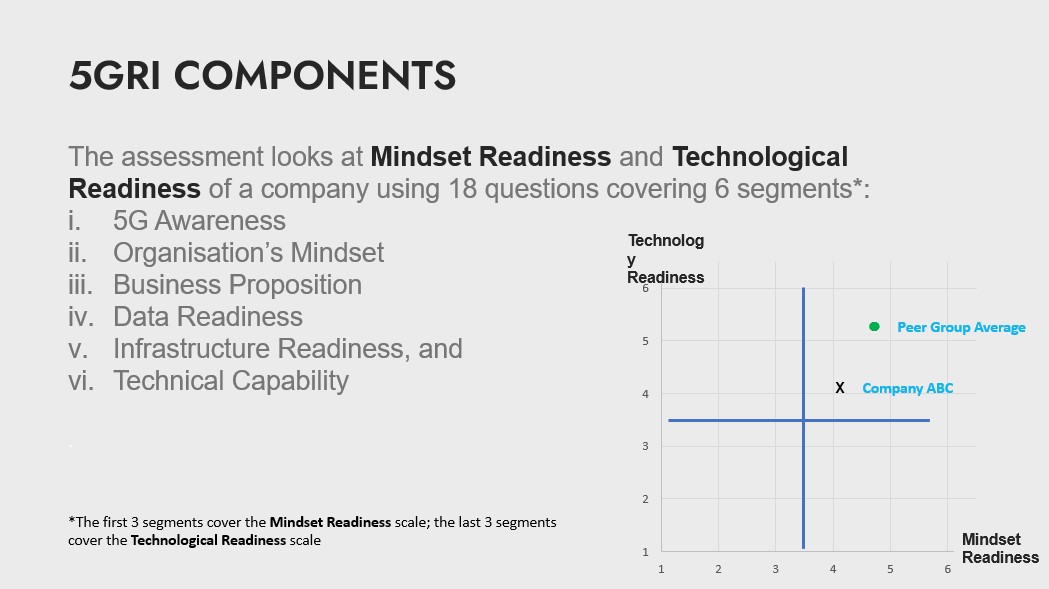 5GRI COMPONENTS
The assessment looks at Mindset Readiness and Technological
Readiness of a company using 18 questions covering 6 segments*:
i. 5G Awareness
ii. Organisation's Mindset
iii. Business Proposition
iv. Data Readiness
v. Infrastructure Readiness, and
vi. Technical Capability
.
*The first 3 segments cover the Mindset Readiness scale; the last 3 segments
cover the Technological Readiness scale
Technolog
y
Readiness
6
5
4
3
2
1
Peer Group Average
X Company ABC
1 2 3 4 5 6
Mindset
Readiness